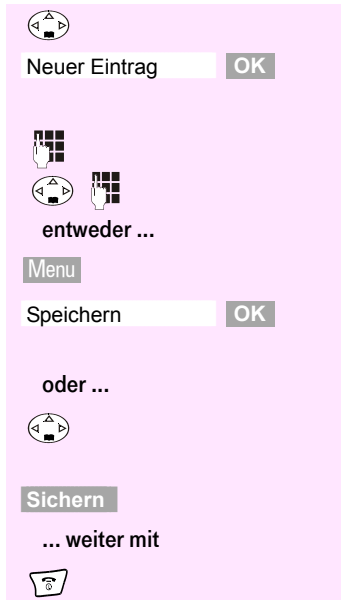 Neuer Eintrag OK
entweder ...
Menu
Speichern OK
oder ...
Sichern
... weiter mit